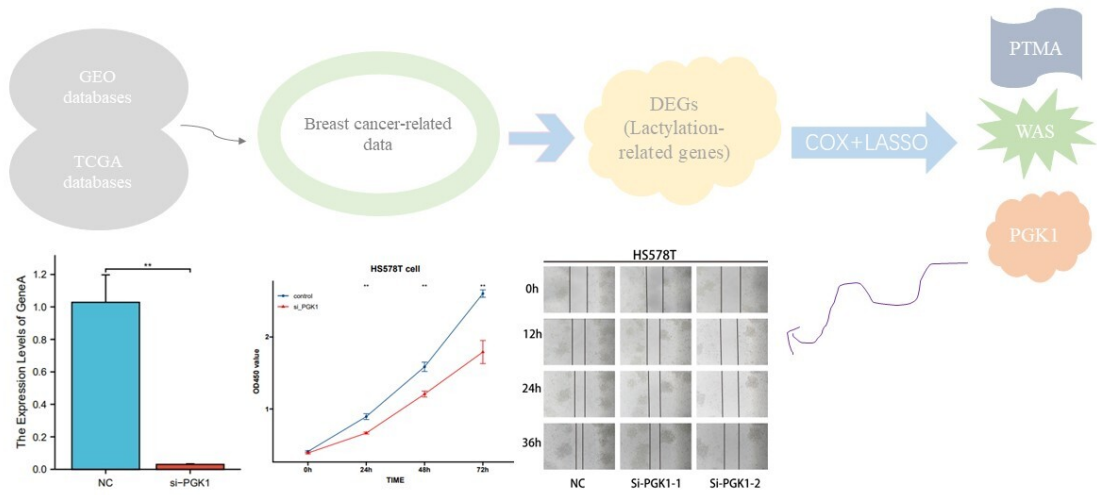 GEO
databases
TCGA
databases
Breast cancer-related
data
DEGs
(Lactylation-
related genes)
COX+LASSO
PTMA
WAS
PGK1
The Expression Levels of GeneA
1.2
1.0
0.8
0.6
0.4
0.2
0.0
**
NC
si-PGK1
HS578T cell
control
si_PGK1
**
**
**
OD450 value
2
1
0h
24h
48h
72h
TIME
HS578T
0h
12h
24h
36h
NC
Si-PGK1-1
Si-PGK1-2